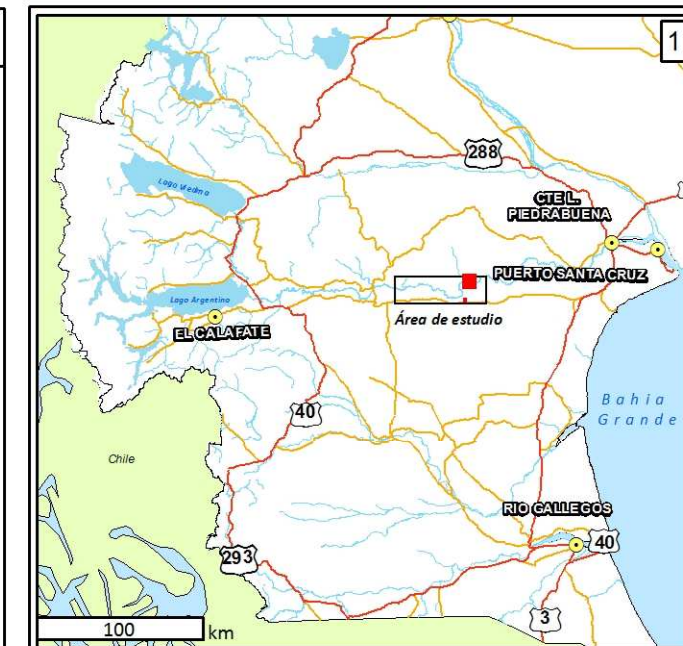 1
288
Lago Viedma
CTE L.
PIEDRABUENA
PUERTO SANTA CRUZ
Lago Argentino
Área de estudio
EL CALAFATE
40
Bahia
Grande
Chile
RIO GALLEGOS
40
293
3
100 km